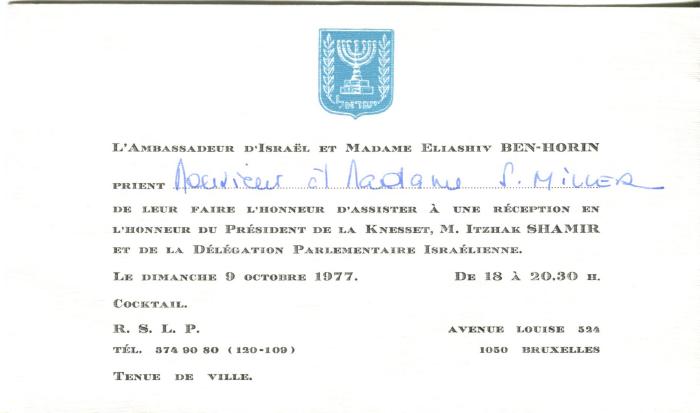 ישראל
L'AMBASSADEUR D'ISRAËL ET MADAME ELIASHIV BEN-HORIN
PRIENT Monsieur et Madame S. MILLER
DE LEUR FAIRE L'HONNEUR D'ASSISTER À UNE RÉCEPTION EN
L'HONNEUR DU PRÉSIDENT DE LA KNESSET, M. ITZHAK SHAMIR
ET DE LA DÉLÉGATION PARLEMENTAIRE ISRAÉLIENNE.
LE DIMANCHE 9 OCTOBRE 1977. DE 18 À 20.30 H.
COCKTAIL.
R. S. L. P. AVENUE LOUISE 524
TÉL. 374 90 80 (120-109) 1050 BRUXELLES
TENUE DE VILLE.